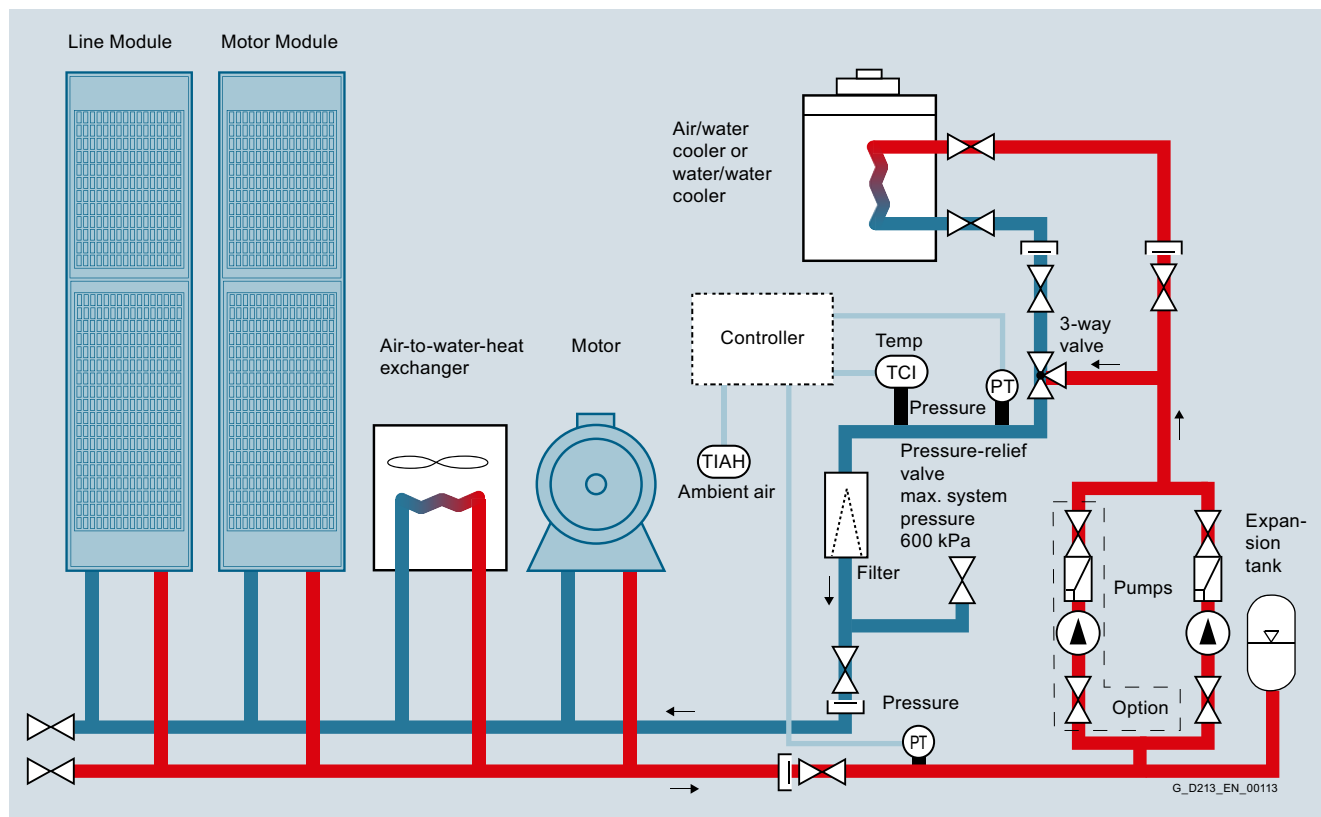 Line Module
Motor Module
Air/water
cooler or
water/water
cooler
Air-to-water-heat
exchanger
Motor
Controller
Temp
TCI
3-way
valve
PT
Pressure
TIAH
Ambient air
Pressure-relief
valve
max. system
pressure
600 kPa
Filter
Expan-
sion
tank
Pumps
Option
Pressure
PT
G_D213_EN_00113